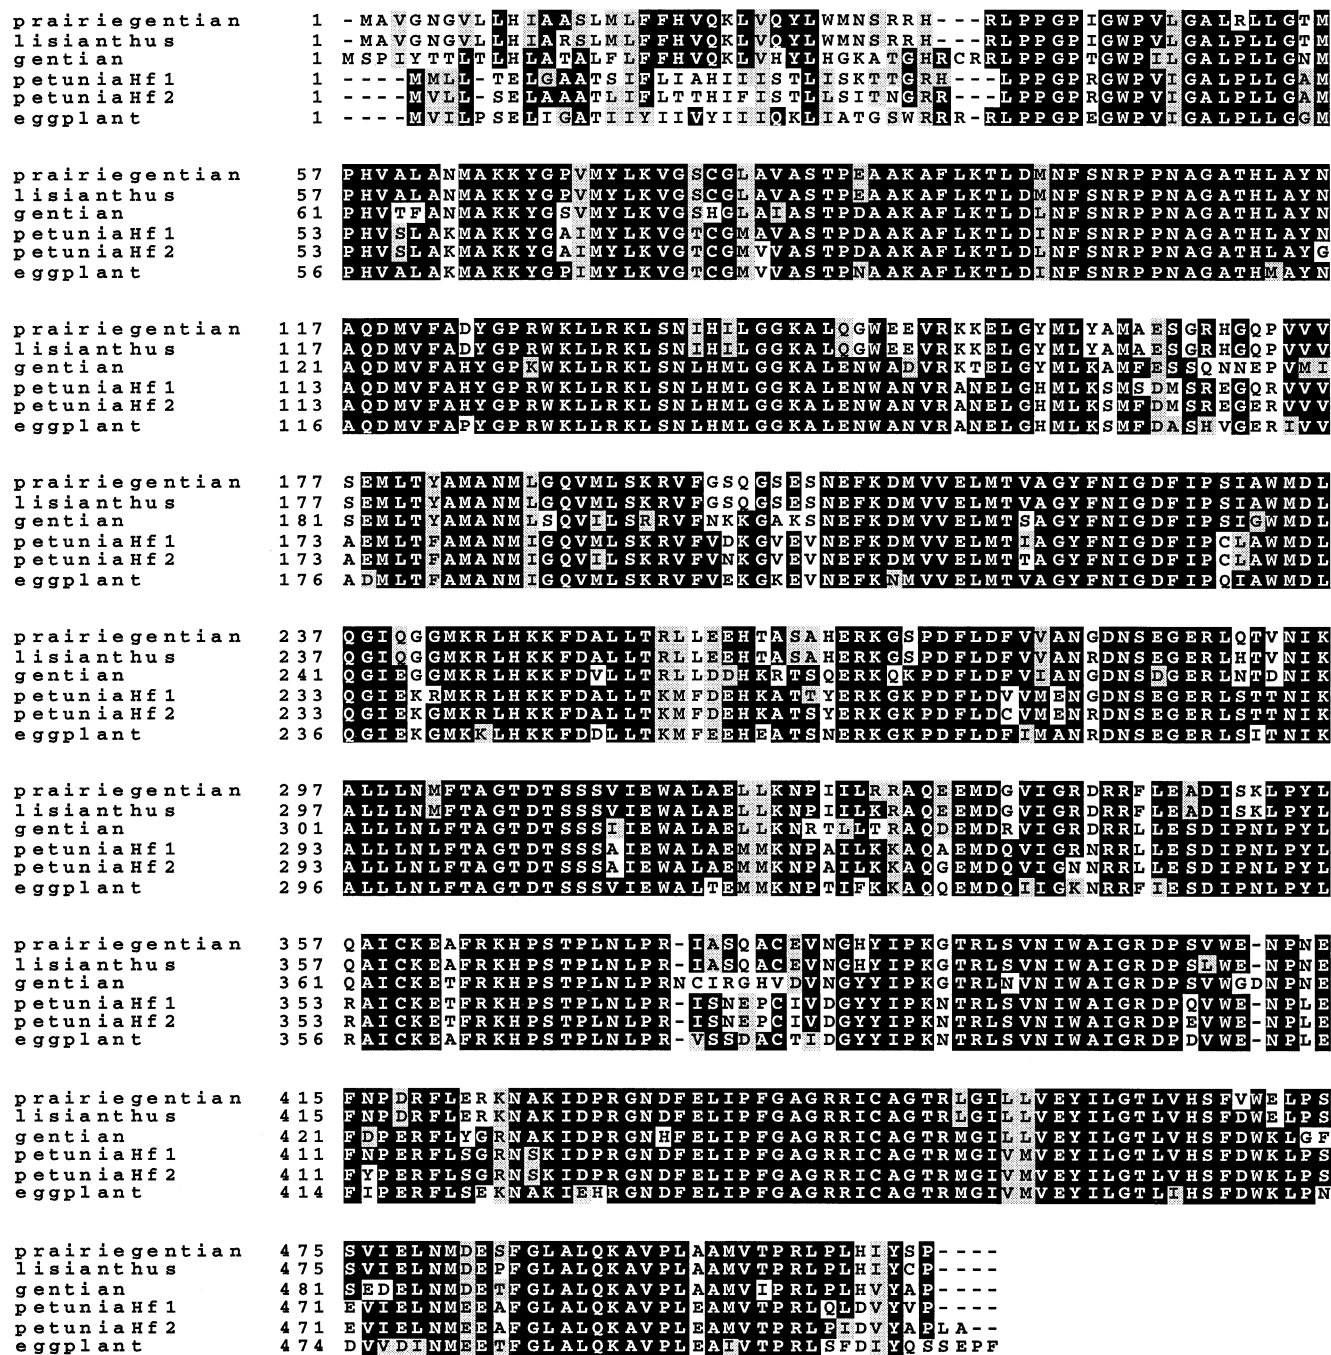 prairiegentian 1 -MAVGNGVLLHIAASLMLFFHVQKLVQYLWMNSRRH---RLPPGPIGWPVLGALRLLGTM
lisianthus 1 -MAVGNGVLLHIARSLMLFFHVQKLVQYLWMNSRRH---RLPPGPIGWPVLGALPLLGTM
gentian 1 MSPIYTTLTLHLATALFLFFHVQKLVHYLHGKATGHRCRRLPPGPTGWPILGALPLLGNM
petuniaHf1 1 ----MMLL-TELGAATSIFLIAHIIISTLISKTTGRH---LPPGPRGWPVIGALPLLGAM
petuniaHf2 1 ----MVLL-SELAAATLIFLTTHIFISTLLSITNGRR---LPPGPRGWPVIGALPLLGAM
eggplant 1 ----MVILPSELIGATIIYIIVYIIIQKLIATGSWRRR-RLPPGPEGWPVIGALPLLGGM
prairiegentian 57 PHVALANMAKKYGPVMYLKVGSCGLAVASTPEAAKAFLKTLDMNFSNRPPNAGATHLAYN
lisianthus 57 PHVALANMAKKYGPVMYLKVGSCGLAVASTPEAAKAFLKTLDMNFSNRPPNAGATHLAYN
gentian 61 PHVTFANMAKKYGSVMYLKVGSHGLAIASTPDAAKAFLKTLDLNFSNRPPNAGATHLAYN
petuniaHf1 53 PHVSLAKMAKKYGAIMYLKVGTCGMAVASTPDAAKAFLKTLDINFSNRPPNAGATHLAYN
petuniaHf2 53 PHVSLAKMAKKYGAIMYLKVGTCGMVVASTPDAAKAFLKTLDLNFSNRPPNAGATHLAYG
eggplant 56 PHVALAKMAKKYGPIMYLKVGTCGMVVASTPNAAKAFLKTLDINFSNRPPNAGATHMAYN
prairiegentian 117 AQDMVFADYGPRWKLLRKLSNIHILGGKALQGWEEVRKKELGYMLYAMAESGRHGQPVVV
lisianthus 117 AQDMVFADYGPRWKLLRKLSNIHILGGKALQGWEEVRKKELGYMLYAMAESGRHGQPVVV
gentian 121 AQDMVFAHYGPKWKLLRKLSNLHMLGGKALENWADVRKTELGYMLKAMFESSQNNEPVMI
petuniaHf1 113 AQDMVFAHYGPRWKLLRKLSNLHMLGGKALENWANVRANELGHMLKSMSDMSREGQRVVV
petuniaHf2 113 AQDMVFAHYGPRWKLLRKLSNLHMLGGKALENWANVRANELGHMLKSMFDMSREGERVVV
eggplant 116 AQDMVFAPYGPRWKLLRKLSNLHMLGGKALENWANVRANELGHMLKSMFDASHVGERIVV
prairiegentian 177 SEMLTYAMANMLGQVMLSKRVFGSQGSESNEFKDMVVELMTVAGYFNIGDFIPSIAWMDL
lisianthus 177 SEMLTYAMANMLGQVMLSKRVFGSQGSESNEFKDMVVELMTVAGYFNIGDFIPSIAWMDL
gentian 181 SEMLTYAMANMLSQVILSRRVFNKKGAKSNEFKDMVVELMTSAGYFNIGDFIPSIGWMDL
petuniaHf1 173 AEMLTFAMANMIGQVMLSKRVFVDKGVEVNEFKDMVVELMTIAGYFNIGDFIPCLAWMDL
petuniaHf2 173 AEMLTFAMANMIGQVILSKRVFVNKGVEVNEFKDMVVELMTTAGYFNIGDFIPCLAWMDL
eggplant 176 ADMLTFAMANMIGQVMLSKRVFVEKGKEVNEFKNMVVELMTVAGYFNIGDFIPQIAWMDL
prairiegentian 237 QGIQGGMKRLHKKFDALLTRLLEEHTASAHERKGSPDFLDFVVANGDNSEGERLQTVNIK
lisianthus 237 QGIQGGMKRLHKKFDALLTRLLEEHTASAHERKGSPDFLDFVVANRDNSEGERLHTVNIK
gentian 241 QGIEGGMKRLHKKFDVLLTRLLDDHKRTSQERKQKPDFLDFVIANGDNSDGERLNTDNIK
petuniaHf1 233 QGIEKRMKRLHKKFDALLTKMFDEHKATTYERKGKPDFLDVVMENGDNSEGERLSTTNIK
petuniaHf2 233 QGIEKGMKRLHKKFDALLTKMFDEHKATSYERKGKPDFLDCVMENRDNSEGERLSTTNIK
eggplant 236 QGIEKGMKKLHKKFDDLLTKMFEEHEATSNERKGKPDFLDFIMANRDNSEGERLSITNIK
prairiegentian 297 ALLLNMFTAGTDTSSSVIEWALAELLKNPIILRRAQEEMDGVIGRDRRFLEADISKLPYL
lisianthus 297 ALLLNMFTAGTDTSSSVIEWALAELLKNPIILKRAQEEMDGVIGRDRRFLEADISKLPYL
gentian 301 ALLLNLFTAGTDTSSSIIEWALAELLKNRTLLTRAQDEMDRVIGRDRRLLESDIPNLPYL
petuniaHf1 293 ALLLNLFTAGTDTSSSAIEWALAEMMKNPAILKKAQAEMDQVIGRNRRLLESDIPNLPYL
petuniaHf2 293 ALLLNLFTAGTDTSSSAIEWALAEMMKNPAILKKAQGEMDQVIGNNRRLLESDIPNLPYL
eggplant 296 ALLLNLFTAGTDTSSSVIEWALTEMMKNPTIFKKAQQEMDQIIGKNRRFIESDIPNLPYL
prairiegentian 357 QAICKEAFRKHPSTPLNLPR-IASQACEVNGHYIPKGTRLSVNIWAIGRDPSVWE-NPNE
lisianthus 357 QAICKEAFRKHPSTPLNLPR-IASQACEVNGHYIPKGTRLSVNIWAIGRDPSLWE-NPNE
gentian 361 QAICKETFRKHPSTPLNLPRNCIRGHVDVNGYYIPKGTRLNVNIWAIGRDPSVWGDNPNE
petuniaHf1 353 RAICKETFRKHPSTPLNLPR-ISNEPCIVDGYYIPKNTRLSVNIWAIGRDPQVWE-NPLE
petuniaHf2 353 RAICKETFRKHPSTPLNLPR-ISNEPCIVDGYYIPKNTRLSVNIWAIGRDPEVWE-NPLE
eggplant 356 RAICKEAFRKHPSTPLNLPR-VSSDACTIDGYYIPKNTRLSVNIWAIGRDPDVWE-NPLE
prairiegentian 415 FNPDRFLERKNAKIDPRGNDFELIPFGAGRRICAGTRLGILLVEYILGTLVHSFVWELPS
lisianthus 415 FNPDRFLERKNAKIDPRGNDFELIPFGAGRRICAGTRLGILLVEYILGTLVHSFDWELPS
gentian 421 FDPERFLYGRNAKIDPRGNHFELIPFGAGRRICAGTRMGILLVEYILGTLVHSFDWKLGF
petuniaHf1 411 FNPERFLSGRNSKIDPRGNDFELIPFGAGRRICAGTRMGIVMVEYILGTLVHSFDWKLPS
petuniaHf2 411 FYPERFLSGRNSKIDPRGNDFELIPFGAGRRICAGTRMGIVMVEYILGTLVHSFDWKLPS
eggplant 414 FIPERFLSEKNAKIEHRGNDFELIPFGAGRRICAGTRMGIVMVEYILGTLIHSFDWKLPN
prairiegentian 475 SVIELNMDESFGLALQKAVPLAAMVTPRLPLHIYSP----
lisianthus 475 SVIELNMDEPFGLALQKAVPLAAMVTPRLPLHIYCP----
gentian 481 SEDELNMDETFGLALQKAVPLAAMVIPRLPLHVYAP----
petuniaHf1 471 EVIELNMEEAFGLALQKAVPLEAMVTPRLQLDVYVP----
petuniaHf2 471 EVIELNMEEAFGLALQKAVPLEAMVTPRLPIDVYAPLA--
eggplant 474 DVVDINMEETFGLALQKAVPLEAIVTPRLSFDIYQSSEPF